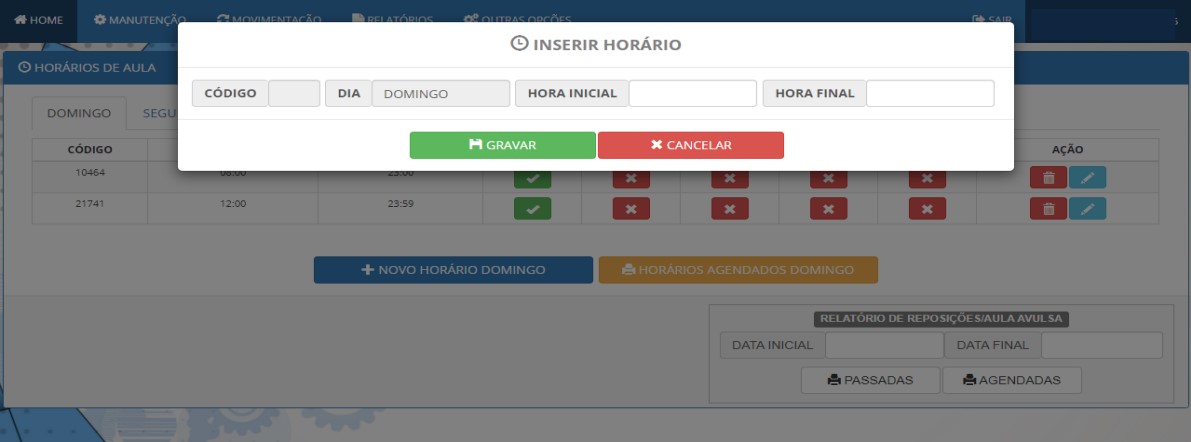 HOME MANUTENÇÃO MOVIMENTAÇÃO RELATÓRIOS OUTRAS OPÇÕES SAIR
INSERIR HORÁRIO
HORÁRIOS DE AULA
CÓDIGO DIA DOMINGO HORA INICIAL HORA FINAL
DOMINGO SEGU
GRAVAR CANCELAR
CÓDIGO AÇÃO
10464 08:00 23:00
21741 12:00 23:59
NOVO HORÁRIO DOMINGO HORÁRIOS AGENDADOS DOMINGO
RELATÓRIO DE REPOSIÇÕES/AULA AVULSA
DATA INICIAL DATA FINAL
PASSADAS AGENDADAS